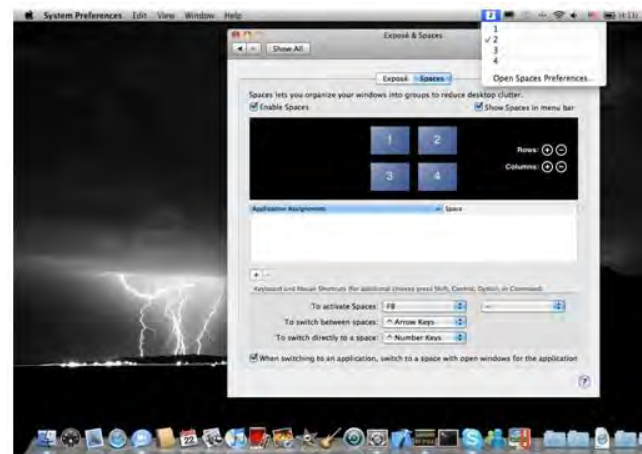 System Preferences Edit View Window Help
1
2
3
4
Open Spaces Preferences...
Exposé & Spaces
Show All
Exposé Spaces
Spaces lets you organize your windows into groups to reduce desktop clutter.
Enable Spaces
Show Spaces in menu bar
1 2
Rows:
3 4
Columns:
Application Assignments Space
Keyboard and Mouse Shortcuts (for additional choices press Shift, Control, Option, or Command)
To activate Spaces: F8 –
To switch between spaces: ^ Arrow Keys
To switch directly to a space: ^ Number Keys
When switching to an application, switch to a space with open windows for the application
22